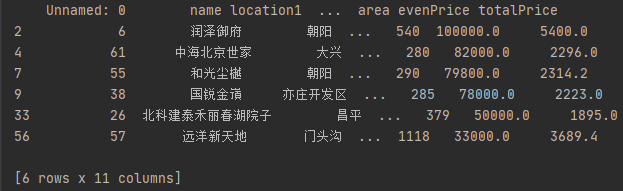 Unnamed: 0 name location1 ... area evenPrice totalPrice
2 6 润泽御府 朝阳 ... 540 100000.0 5400.0
4 61 中海北京世家 大兴 ... 280 82000.0 2296.0
7 55 和光尘樾 朝阳 ... 290 79800.0 2314.2
9 38 国锐金顶 亦庄开发区 ... 285 78000.0 2223.0
33 26 北科建泰禾丽春湖院子 昌平 ... 379 50000.0 1895.0
56 57 远洋新天地 门头沟 ... 1118 33000.0 3689.4
[6 rows x 11 columns]